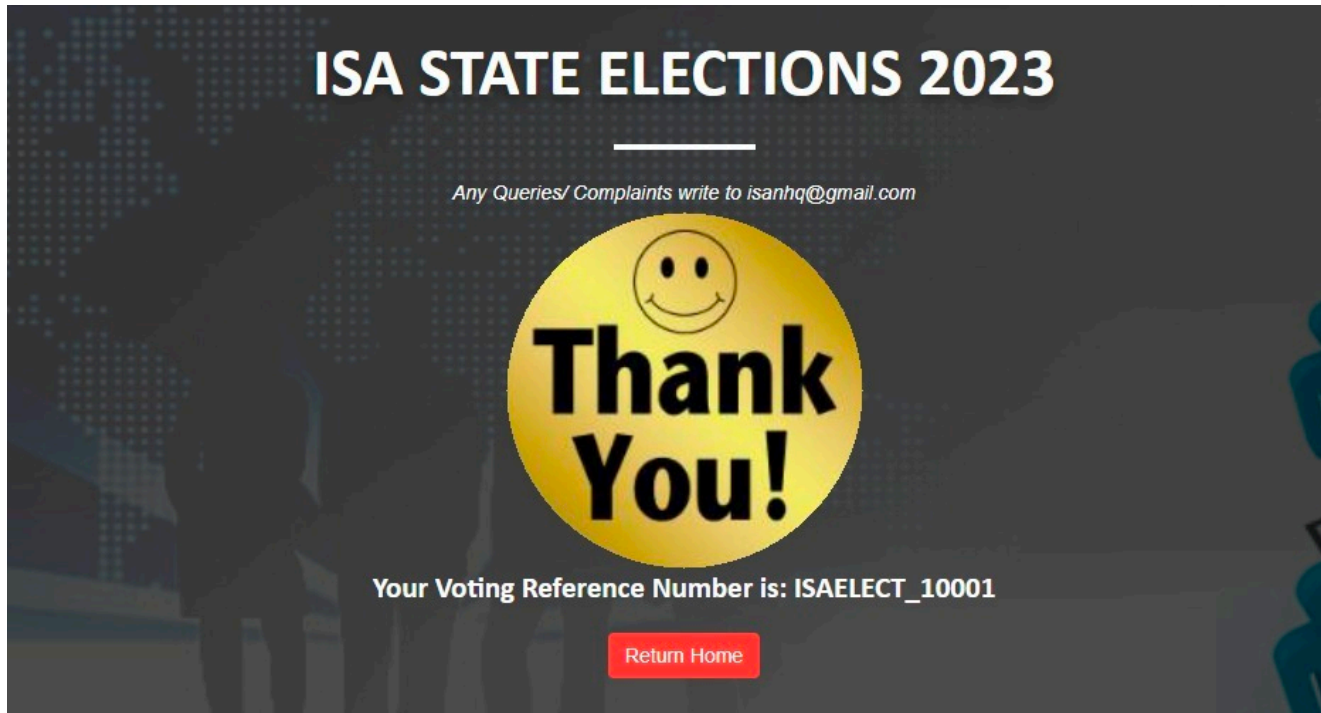 ISA STATE ELECTIONS 2023
Any Queries/ Complaints write to isanhq@gmail.com
Thank
You!
Your Voting Reference Number is: ISAELECT_10001
Return Home